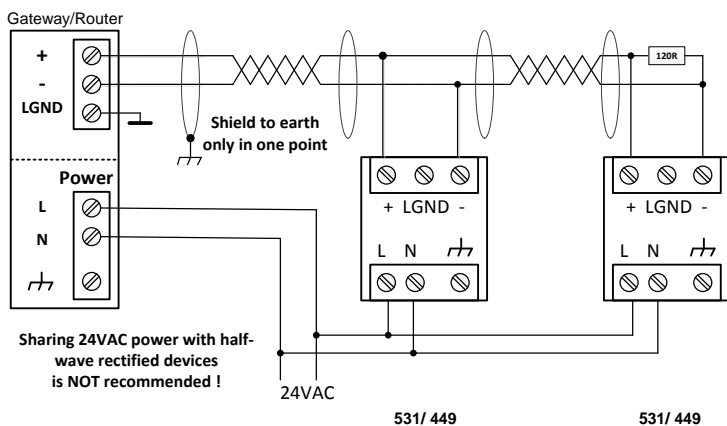 Gateway/Router
+
-
LGND
120R
Shield to earth
only in one point
Power
L
N
+ LGND -
L N
+ LGND -
L N
Sharing 24VAC power with half-
wave rectified devices
is NOT recommended !
24VAC
531/ 449
531/ 449